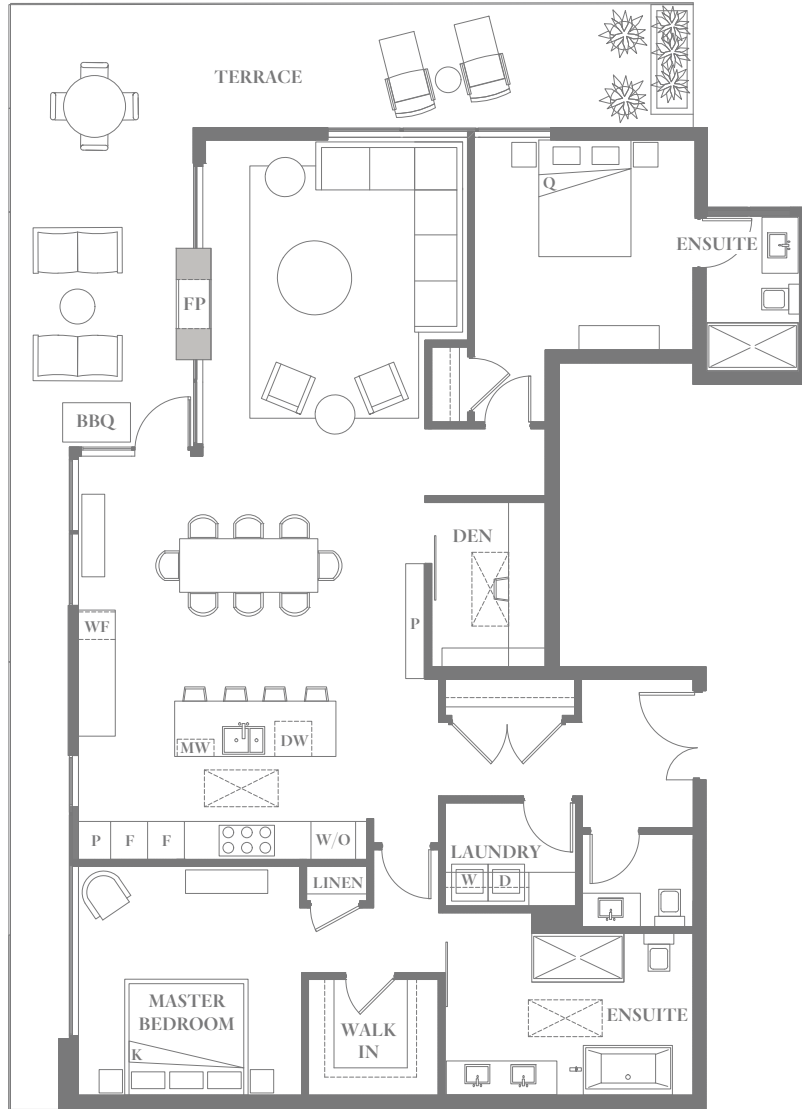 TERRACE
Q
ENSUITE
FP
BBQ
DEN
WF
P
MW
DW
P
F
F
W/O
LAUNDRY
W
D
LINEN
MASTER
BEDROOM
WALK
IN
ENSUITE
K